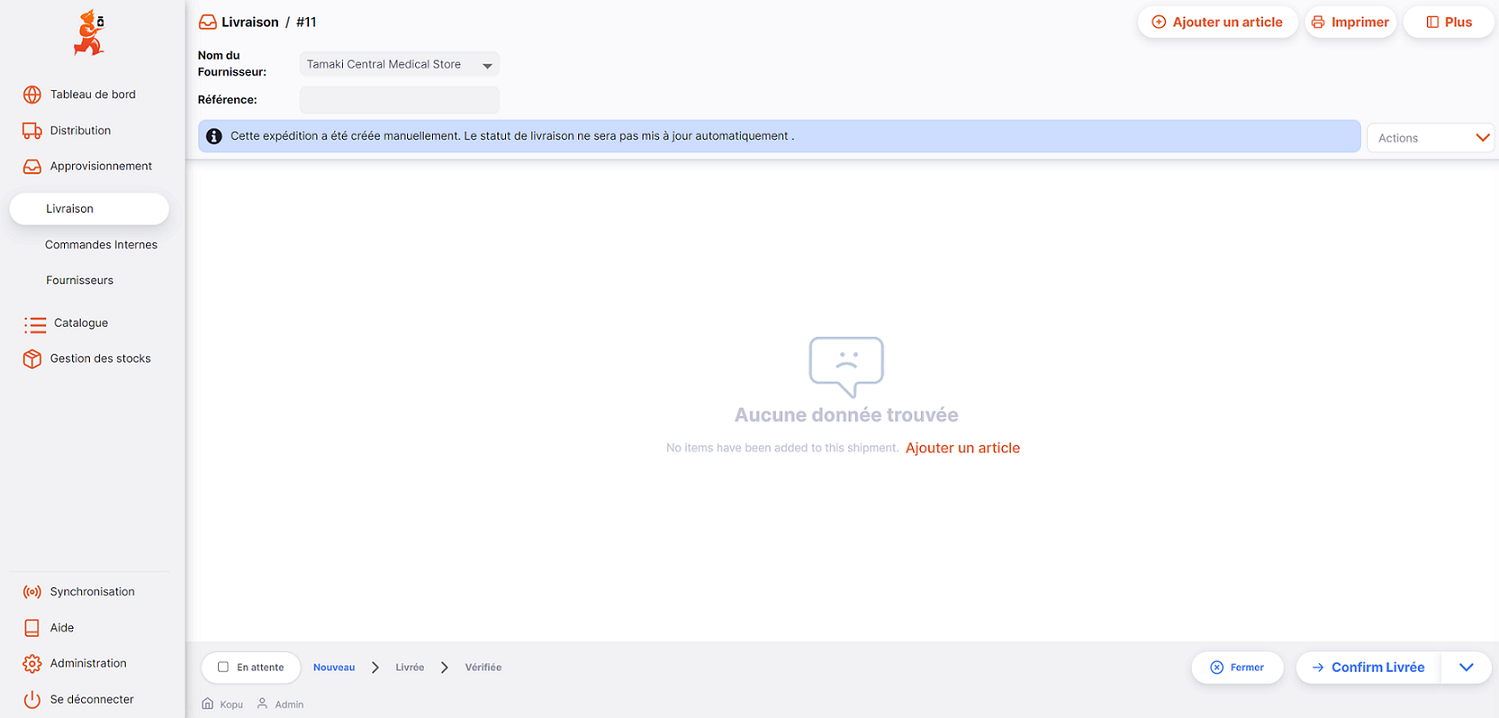 Livraison / #11
Ajouter un article
Imprimer
Plus
Nom du
Fournisseur:
Tamaki Central Medical Store
Référence:
Cette expédition a été créée manuellement. Le statut de livraison ne sera pas mis à jour automatiquement .
Actions
Tableau de bord
Distribution
Approvisionnement
Livraison
Commandes Internes
Fournisseurs
Catalogue
Gestion des stocks
Aucune donnée trouvée
No items have been added to this shipment. Ajouter un article
Synchronisation
Aide
Administration
Se déconnecter
En attente
Nouveau
Livrée
Vérifiée
Fermer
Confirm Livrée
Kopu
Admin